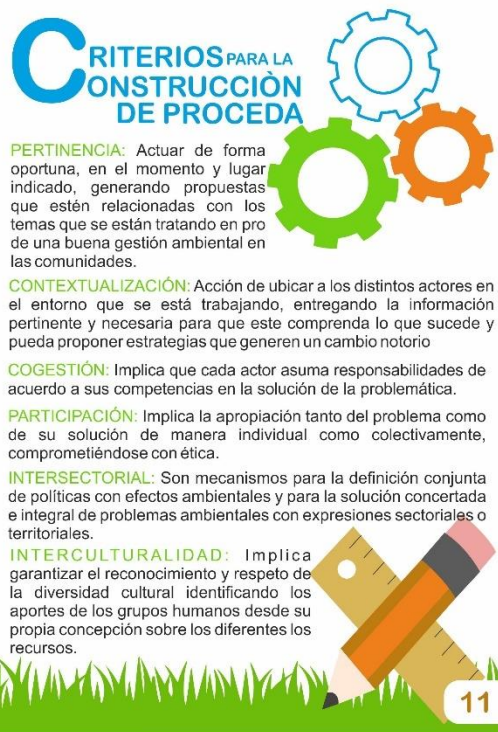 CRITERIOS PARA LA
CONSTRUCCIÒN
DE PROCEDA
PERTINENCIA: Actuar de forma
oportuna, en el momento y lugar
indicado, generando propuestas
que estén relacionadas con los
temas que se están tratando en pro
de una buena gestión ambiental en
las comunidades.
CONTEXTUALIZACIÓN: Acción de ubicar a los distintos actores en
el entorno que se está trabajando, entregando la información
pertinente y necesaria para que este comprenda lo que sucede y
pueda proponer estrategias que generen un cambio notorio
COGESTIÓN: Implica que cada actor asuma responsabilidades de
acuerdo a sus competencias en la solución de la problemática.
PARTICIPACIÓN: Implica la apropiación tanto del problema como
de su solución de manera individual como colectivamente,
comprometiéndose con ética.
INTERSECTORIAL: Son mecanismos para la definición conjunta
de políticas con efectos ambientales y para la solución concertada
e integral de problemas ambientales con expresiones sectoriales o
territoriales.
INTERCULTURALIDAD: Implica
garantizar el reconocimiento y respeto de
la diversidad cultural identificando los
aportes de los grupos humanos desde su
propia concepción sobre los diferentes los
recursos.
11